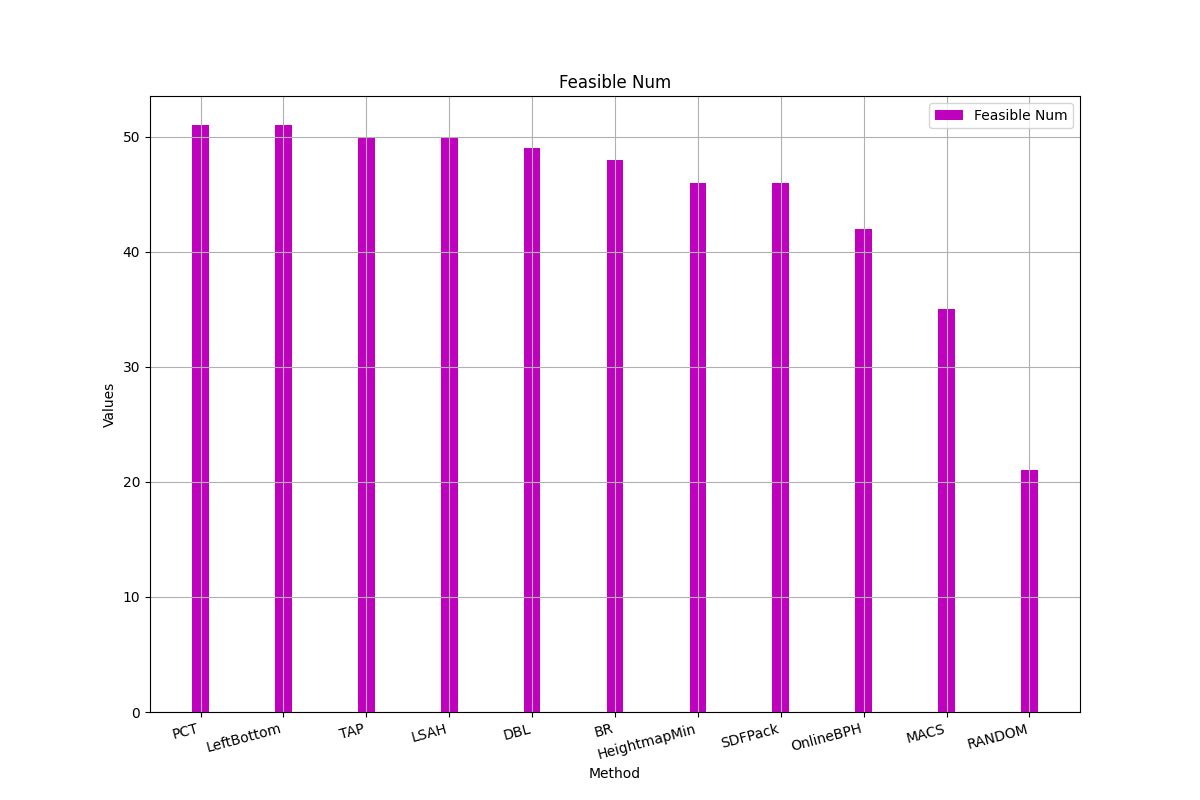 Feasible Num
Feasible Num
50
40
30
20
10
0
Values
PCT
LeftBottom
TAP
LSAH
DBL
BR
HeightmapMin
SDFPack
OnlineBPH
MACS
RANDOM
Method